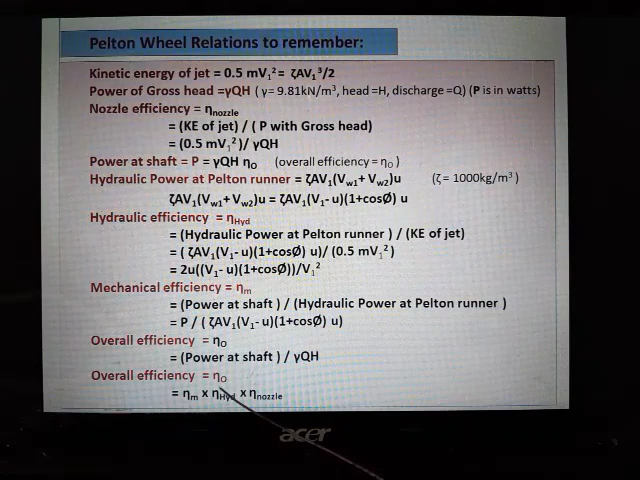 Pelton Wheel Relations to remember:
Kinetic energy of jet = 0.5 mV₁² = ζAV₁³/2
Power of Gross head =γQH ( γ= 9.81kN/m³, head =H, discharge =Q) (P is in watts)
Nozzle efficiency = ηnozzle
= (KE of jet) / ( P with Gross head)
= (0.5 mV₁²)/ γQH
Power at shaft = P = γQH ηO (overall efficiency = ηO )
Hydraulic Power at Pelton runner = ζAV₁(Vw1+ Vw2)u (ζ = 1000kg/m³ )
ζAV₁(Vw1+ Vw2)u = ζAV₁(V₁- u)(1+cosØ) u
Hydraulic efficiency = ηHyd
= (Hydraulic Power at Pelton runner ) / (KE of jet)
= ( ζAV₁(V₁- u)(1+cosØ) u)/ (0.5 mV₁²)
= 2u((V₁- u)(1+cosØ))/V₁²
Mechanical efficiency = ηm
= (Power at shaft ) / (Hydraulic Power at Pelton runner )
= P / ( ζAV₁(V₁- u)(1+cosØ) u)
Overall efficiency = ηO
= (Power at shaft ) / γQH
Overall efficiency = ηO
= ηm x ηHyd x ηnozzle
acer